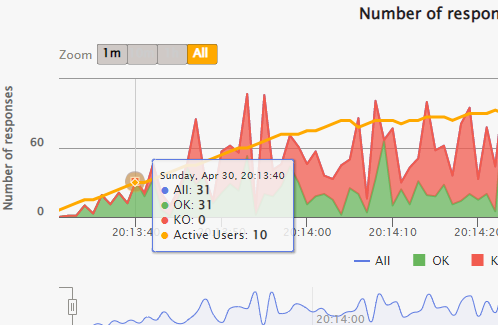 Number of respon
Zoom 1m All
Number of responses
60
0
Sunday, Apr 30, 20:13:40
All: 31
OK: 31
KO: 0
Active Users: 10
20:13:40 20:14:00 20:14:10 20:14:20
All OK K
20:14:00